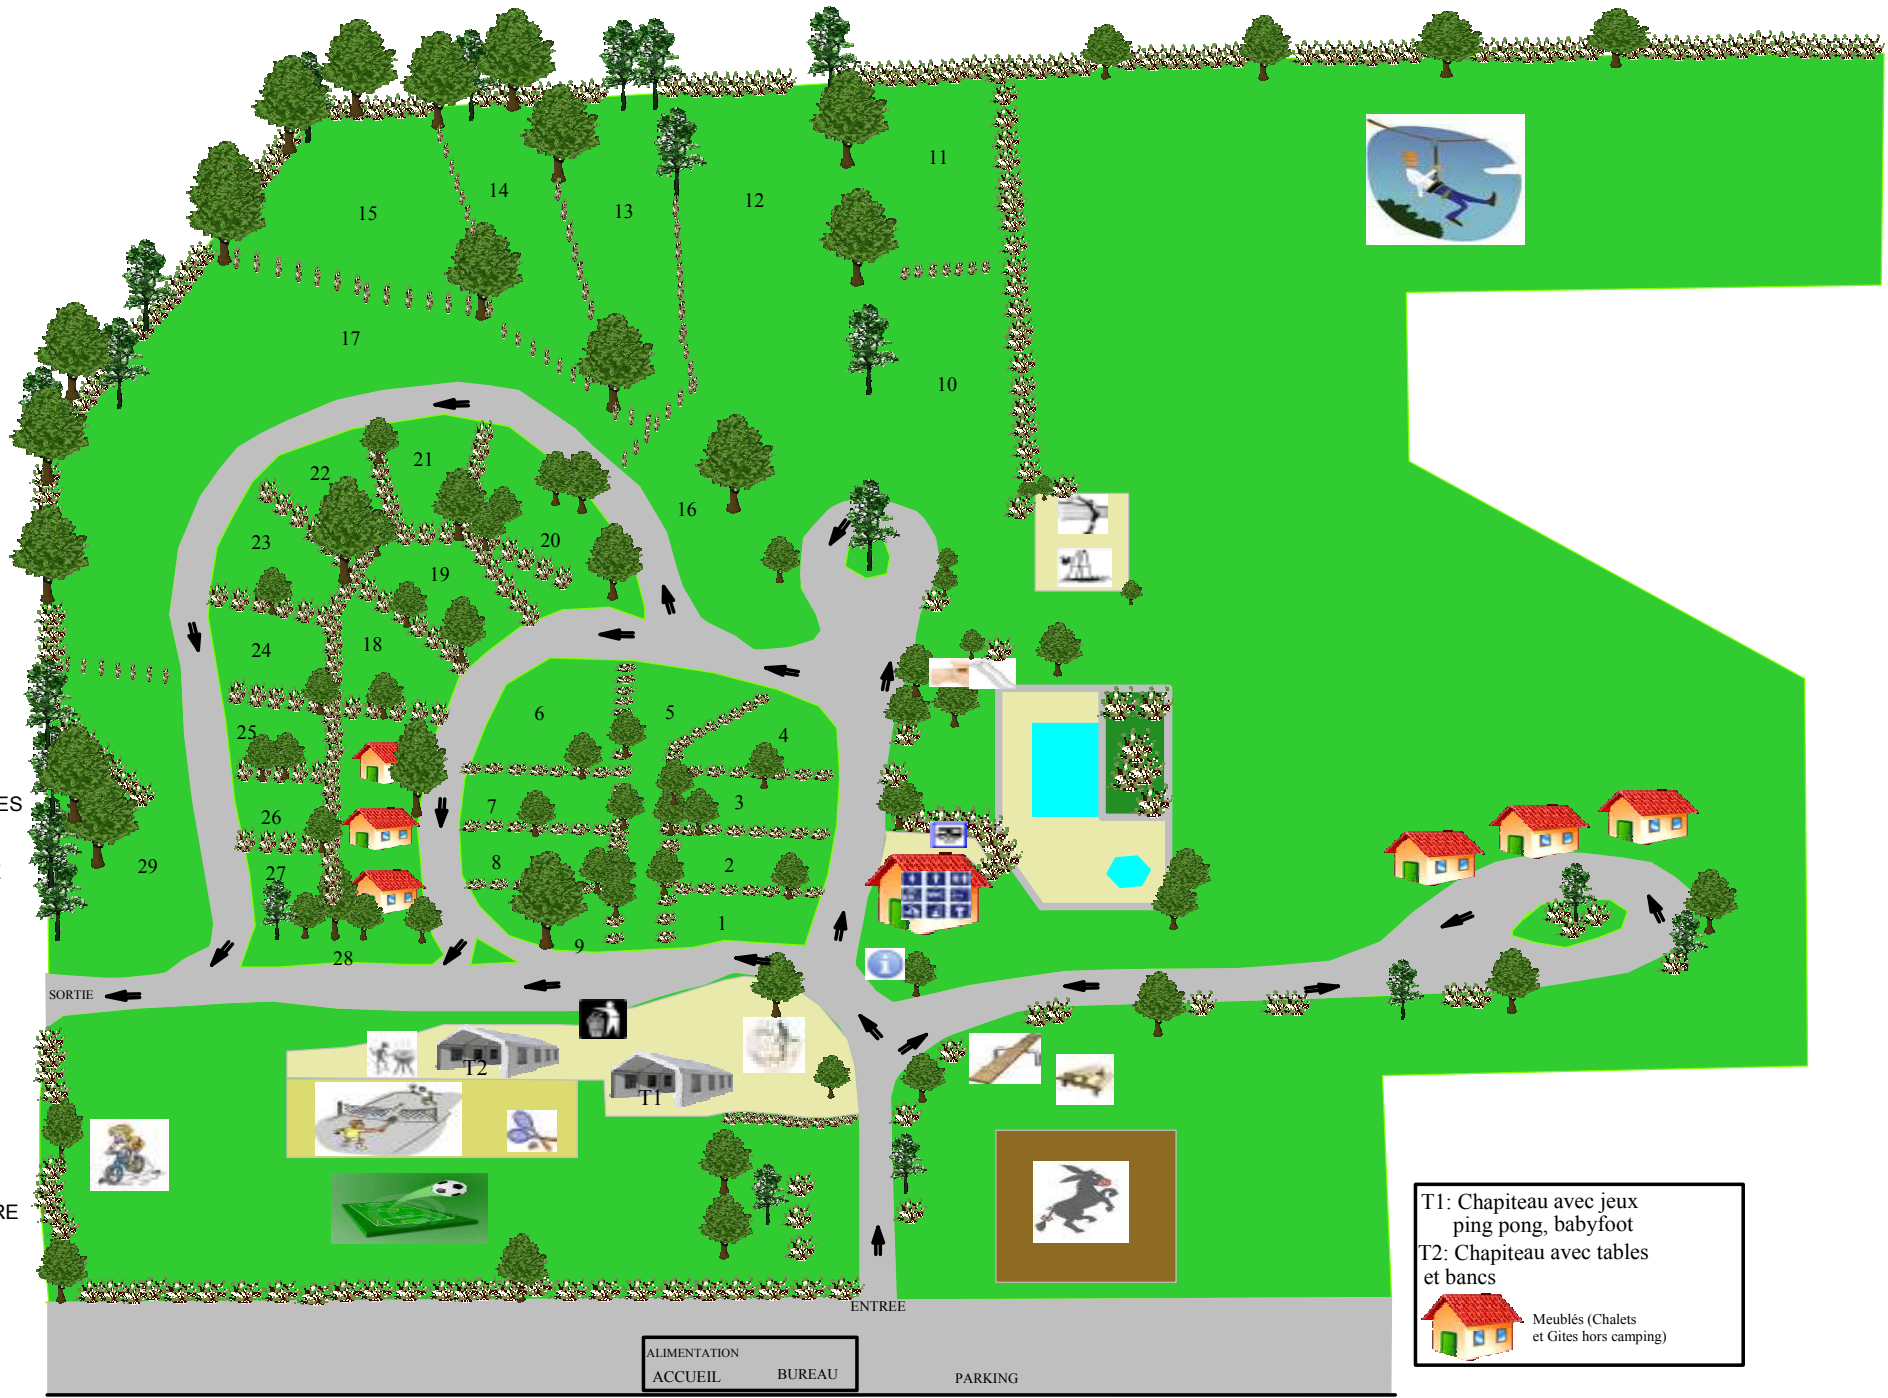 11
14
12
15
13
17
10
21
22
16
20
23
19
18
24
6
5
25
4
ES
7
3
26
8
2
29
27
1
9
28
SORTIE
T2
T1
RE
T1: Chapiteau avec jeux
ping pong, babyfoot
T2: Chapiteau avec tables
et bancs
Meublés (Chalets
et Gites hors camping)
ENTREE
ALIMENTATION
ACCUEIL BUREAU
PARKING